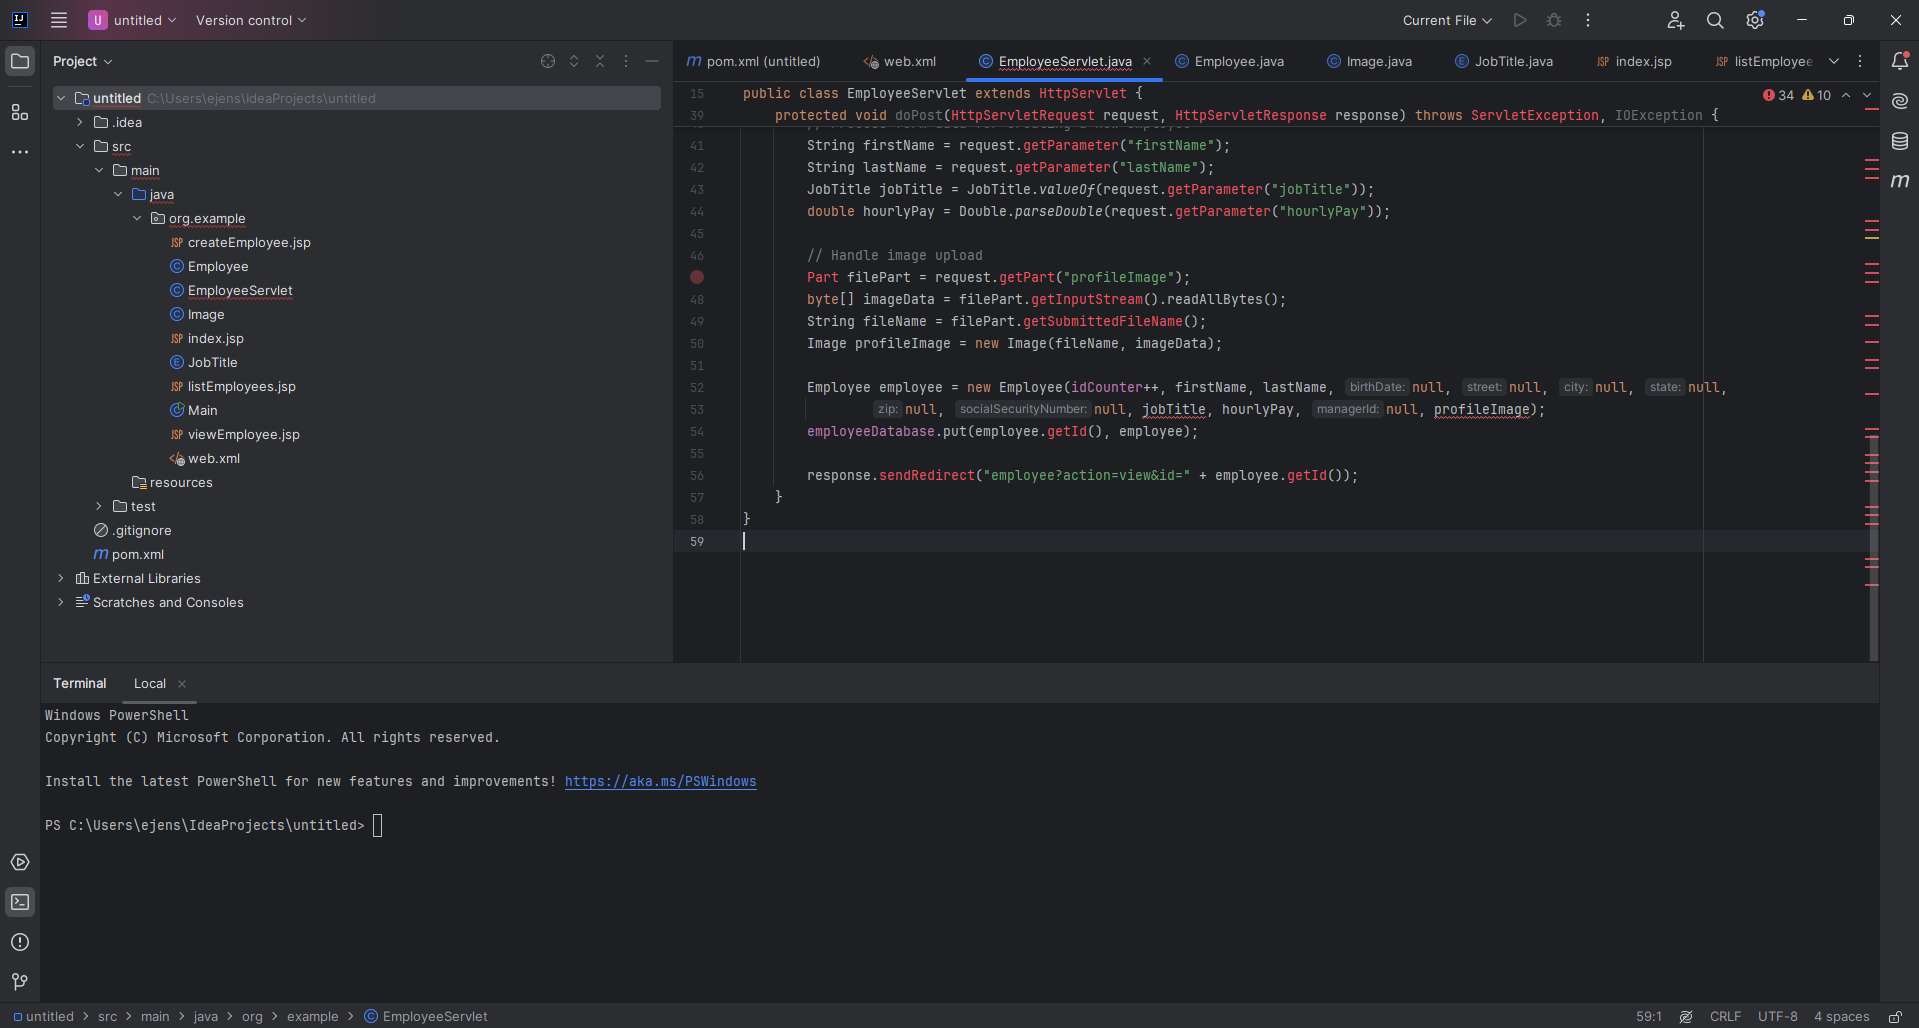 U untitled Version control Current File
Project
untitled C:\Users\ejens\IdeaProjects\untitled
.idea
src
main
java
org.example
JSP createEmployee.jsp
Employee
EmployeeServlet
Image
JSP index.jsp
JobTitle
JSP listEmployees.jsp
Main
JSP viewEmployee.jsp
web.xml
resources
test
.gitignore
m pom.xml
External Libraries
Scratches and Consoles
m pom.xml (untitled) web.xml EmployeeServlet.java Employee.java Image.java JobTitle.java JSP index.jsp JSP listEmployee
34 10
15 public class EmployeeServlet extends HttpServlet {
39 protected void doPost(HttpServletRequest request, HttpServletResponse response) throws ServletException, IOException {
41 String firstName = request.getParameter("firstName");
42 String lastName = request.getParameter("lastName");
43 JobTitle jobTitle = JobTitle.valueOf(request.getParameter("jobTitle"));
44 double hourlyPay = Double.parseDouble(request.getParameter("hourlyPay"));
45
46 // Handle image upload
Part filePart = request.getPart("profileImage");
48 byte[] imageData = filePart.getInputStream().readAllBytes();
49 String fileName = filePart.getSubmittedFileName();
50 Image profileImage = new Image(fileName, imageData);
51
52 Employee employee = new Employee(idCounter++, firstName, lastName, birthDate: null, street: null, city: null, state: null,
53 zip: null, socialSecurityNumber: null, jobTitle, hourlyPay, managerId: null, profileImage);
54 employeeDatabase.put(employee.getId(), employee);
55
56 response.sendRedirect("employee?action=view&id=" + employee.getId());
57 }
58 }
59
Terminal Local
Windows PowerShell
Copyright (C) Microsoft Corporation. All rights reserved.
Install the latest PowerShell for new features and improvements! https://aka.ms/PSWindows
PS C:\Users\ejens\IdeaProjects\untitled>
untitled > src > main > java > org > example > EmployeeServlet 59:1 CRLF UTF-8 4 spaces